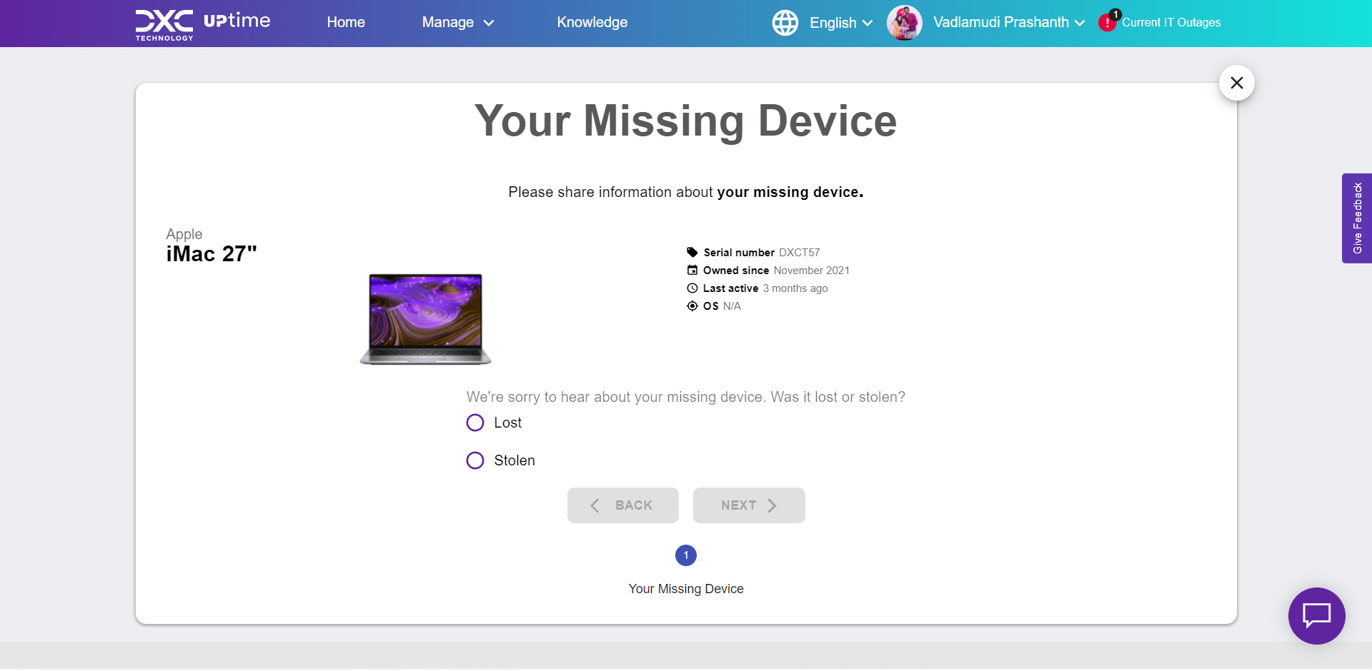 DXC TECHNOLOGY UPtime
Home
Manage
Knowledge
English
Vadlamudi Prashanth
! 1 Current IT Outages
Your Missing Device
Please share information about your missing device.
Give Feedback
Apple
iMac 27"
Serial number DXCT57
Owned since November 2021
Last active 3 months ago
OS N/A
We're sorry to hear about your missing device. Was it lost or stolen?
Lost
Stolen
BACK
NEXT
1
Your Missing Device